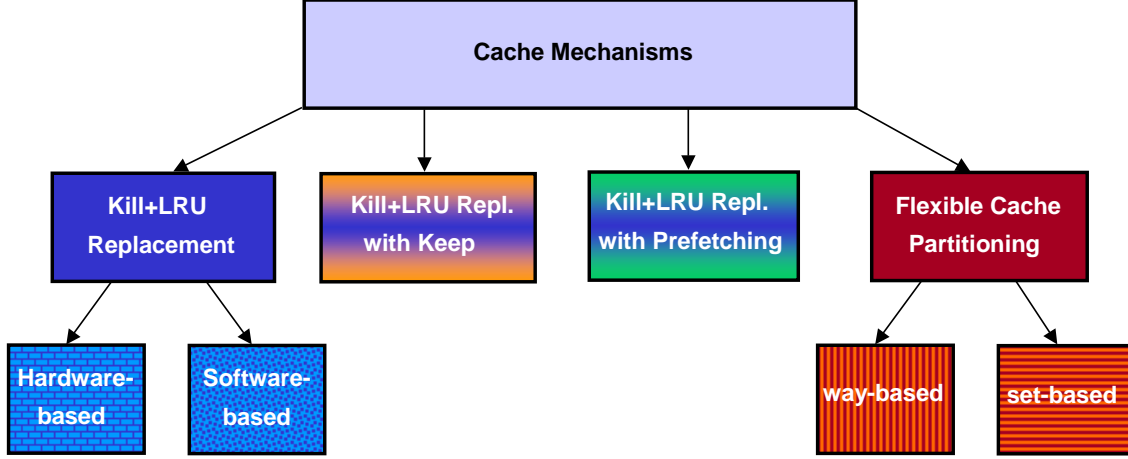 Cache Mechanisms
Kill+LRU
Replacement
Kill+LRU Repl.
with Keep
Kill+LRU Repl.
with Prefetching
Flexible Cache
Partitioning
Hardware-
based
Software-
based
way-based
set-based